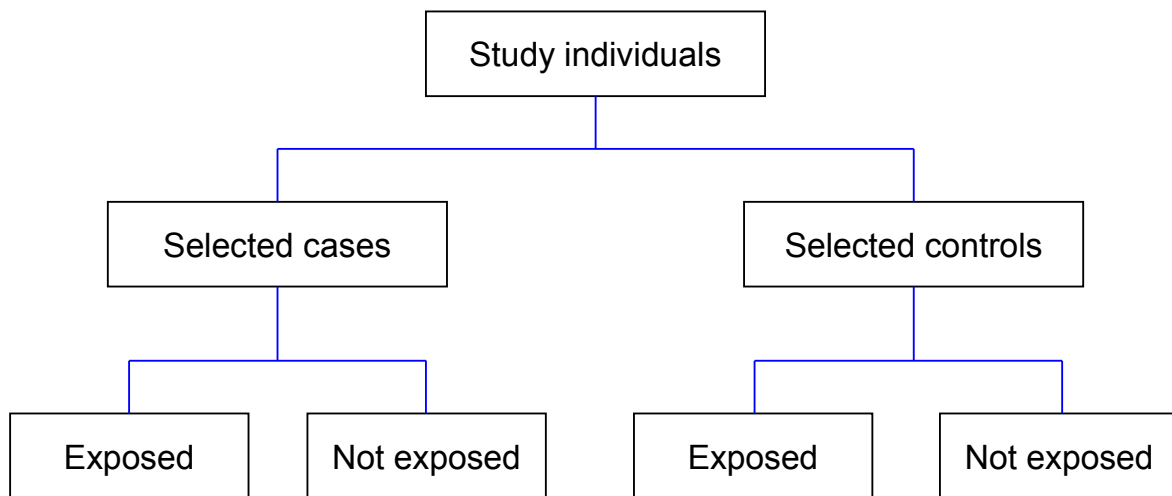 Study individuals
Selected cases
Selected controls
Exposed
Not exposed
Exposed
Not exposed